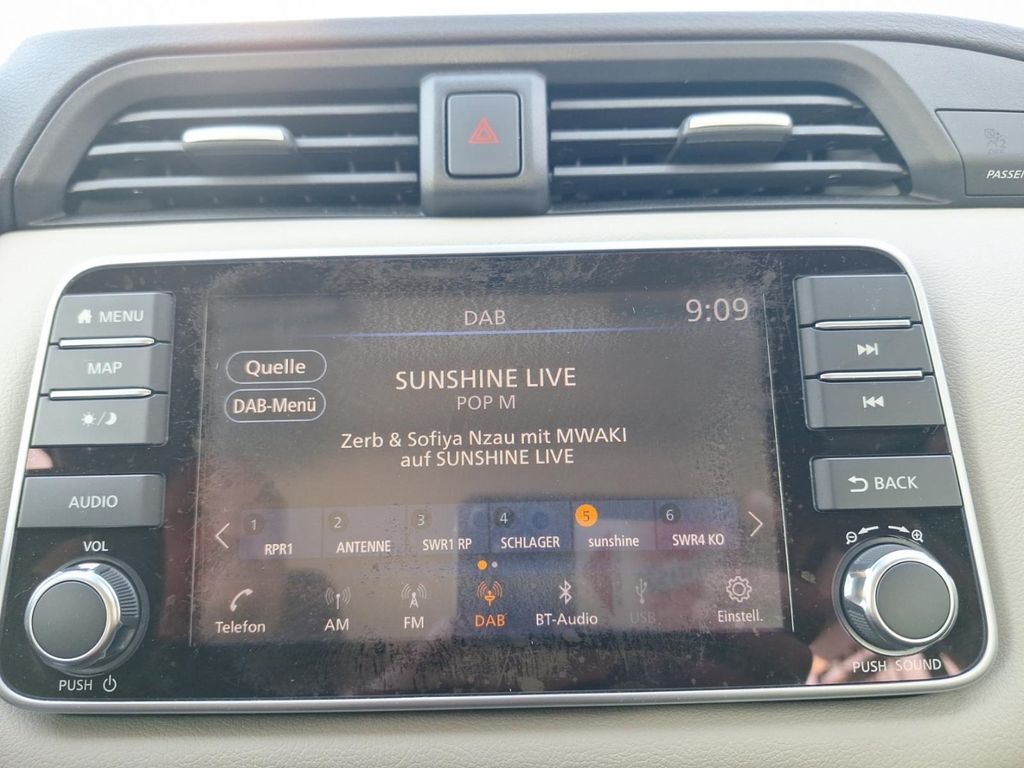 PASSEN
MENU
MAP
AUDIO
VOL
PUSH
DAB
9:09
Quelle
DAB-Menü
SUNSHINE LIVE
POP M
Zerb & Sofiya Nzau mit MWAKI
auf SUNSHINE LIVE
1 2 3 4 5 6
RPR1 ANTENNE SWR1 RP SCHLAGER sunshine SWR4 KO
Telefon AM FM DAB BT-Audio USB Einstell.
BACK
PUSH SOUND